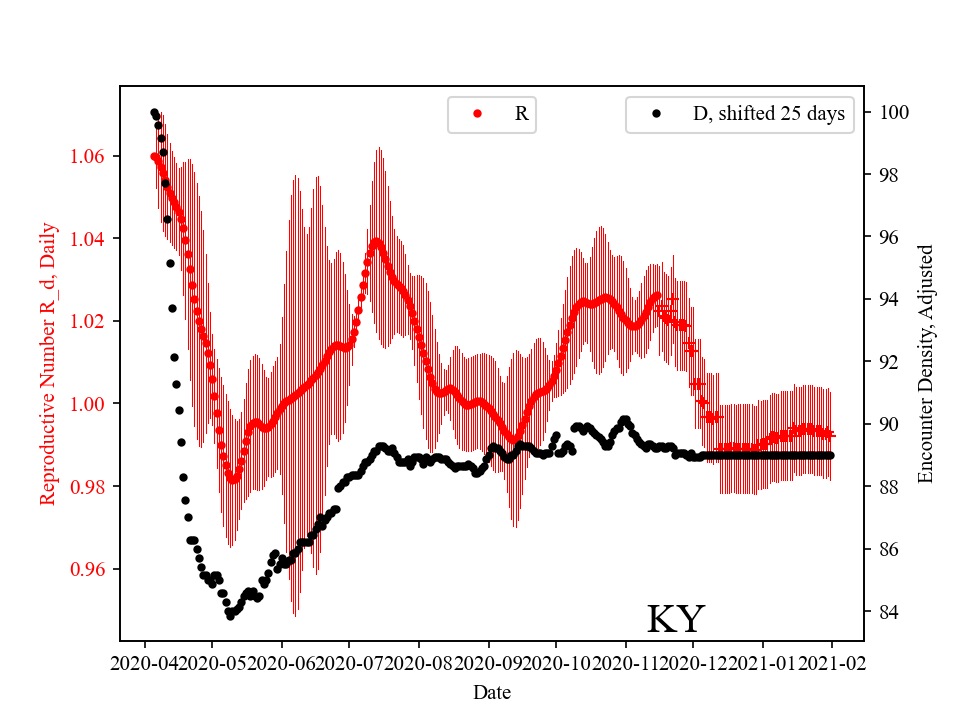 R
D, shifted 25 days
Reproductive Number R_d, Daily
1.06
1.04
1.02
1.00
0.98
0.96
100
98
96
94
92
90
88
86
84
Encounter Density, Adjusted
KY
2020-04 2020-05 2020-06 2020-07 2020-08 2020-09 2020-10 2020-11 2020-12 2021-01 2021-02
Date